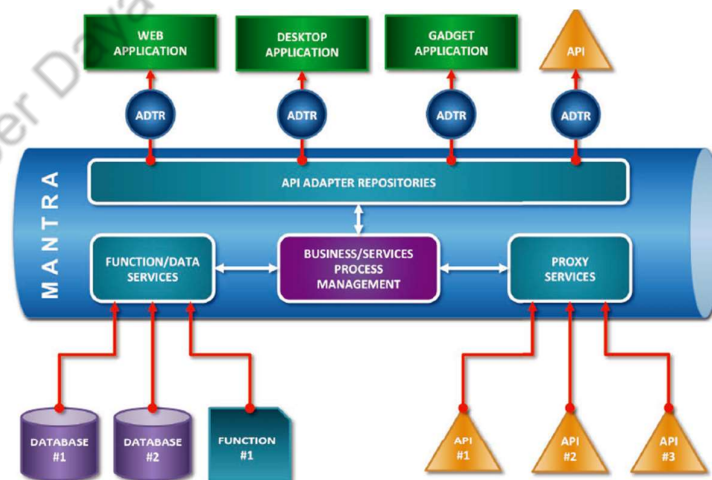 WEB
APPLICATION
DESKTOP
APPLICATION
GADGET
APPLICATION
API
ADTR
ADTR
ADTR
ADTR
MANTRA
API ADAPTER REPOSITORIES
FUNCTION/DATA
SERVICES
BUSINESS/SERVICES
PROCESS
MANAGEMENT
PROXY
SERVICES
DATABASE
#1
DATABASE
#2
FUNCTION
#1
API
#1
API
#2
API
#3